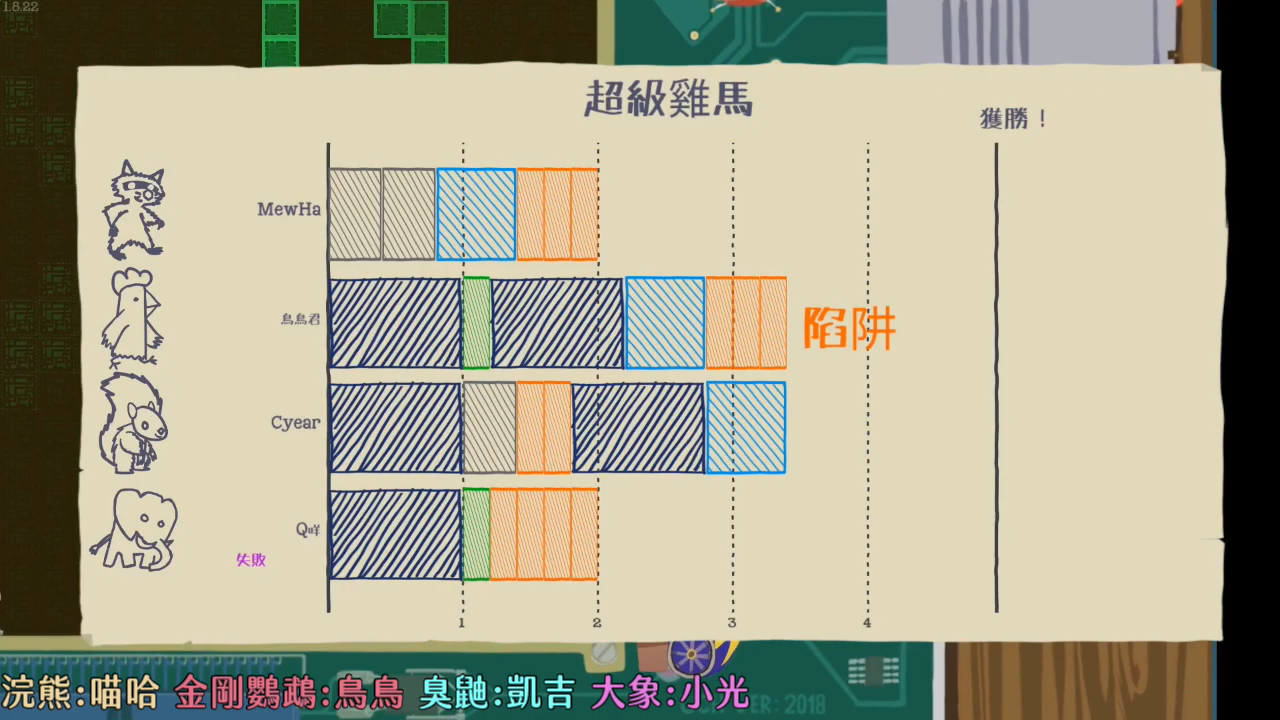 1.8.22
超級雞馬
獲勝！
MewHa
鳥鳥君
陷阱
Cyear
Q咩
失敗
1 2 3 4
浣熊:喵哈 金剛鸚鵡:鳥鳥 臭鼬:凱吉 大象:小光
VER: 2018